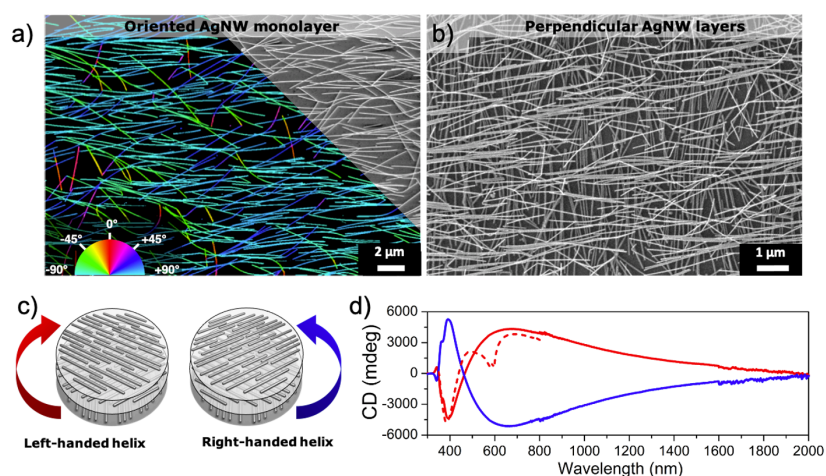 a)
Oriented AgNW monolayer
0°
-45°
+45°
-90°
+90°
2 µm
b)
Perpendicular AgNW layers
1 µm
c)
Left-handed helix
Right-handed helix
d)
CD (mdeg)
6000
3000
0
-3000
-6000
400 600 800 1000 1200 1400 1600 1800 2000
Wavelength (nm)